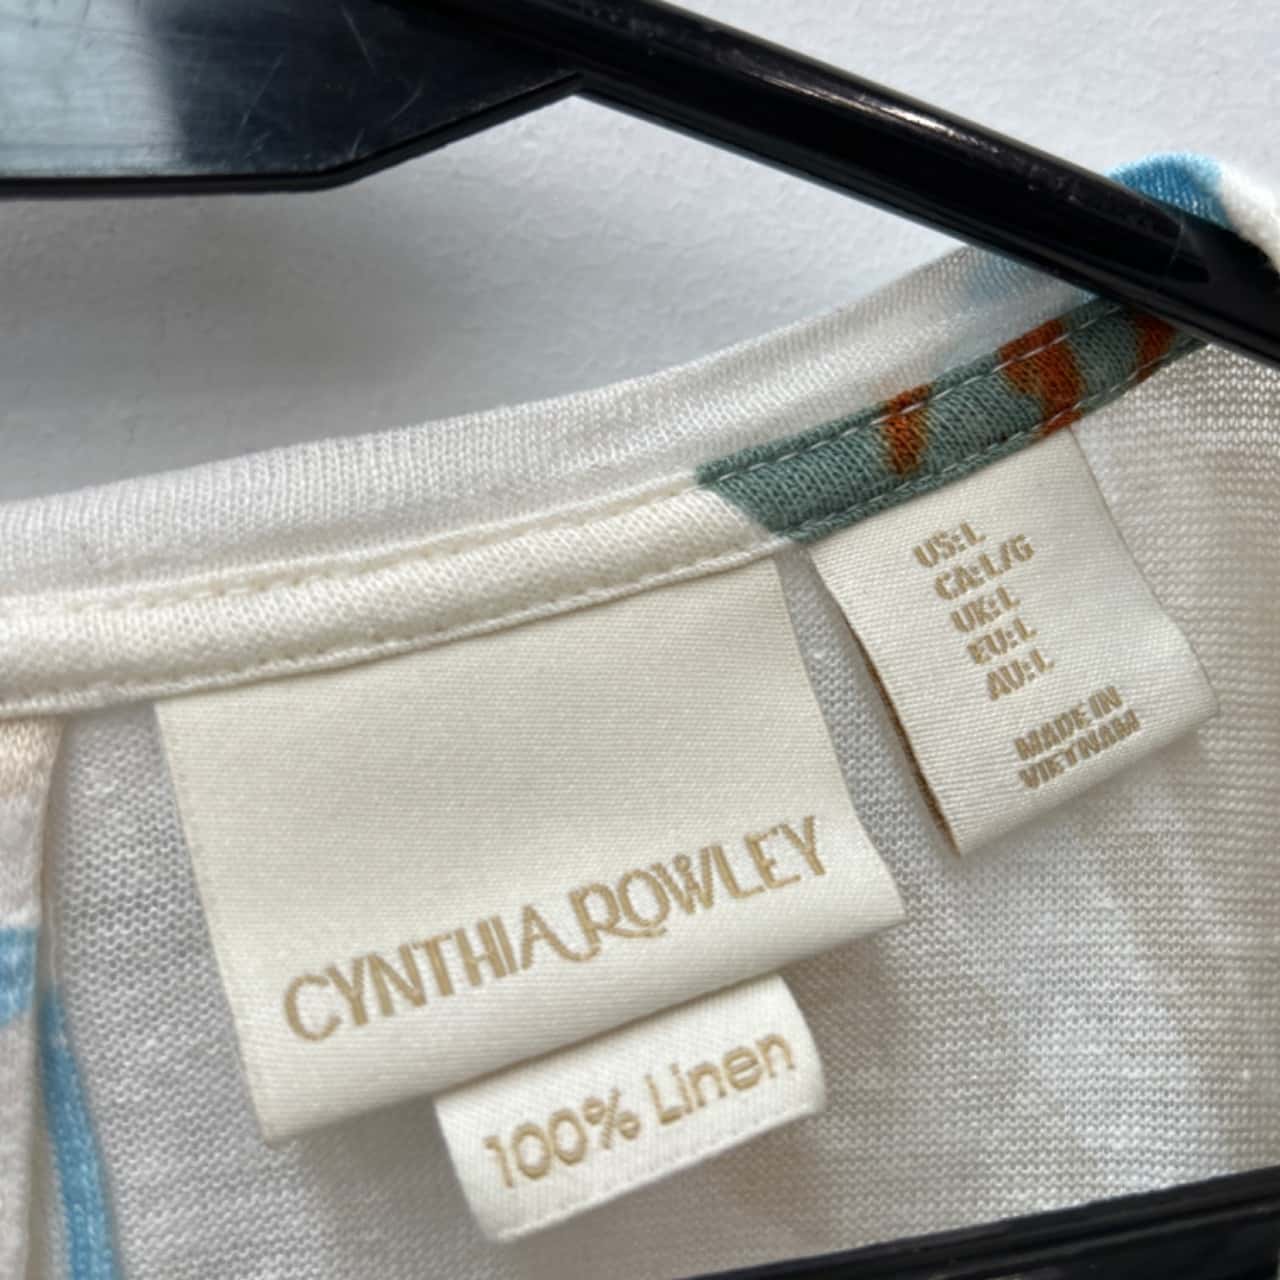 US:L
CA:L/G
UK:L
EU:L
AU:L
MADE IN
VIETNAM
CYNTHIA ROWLEY
100% Linen